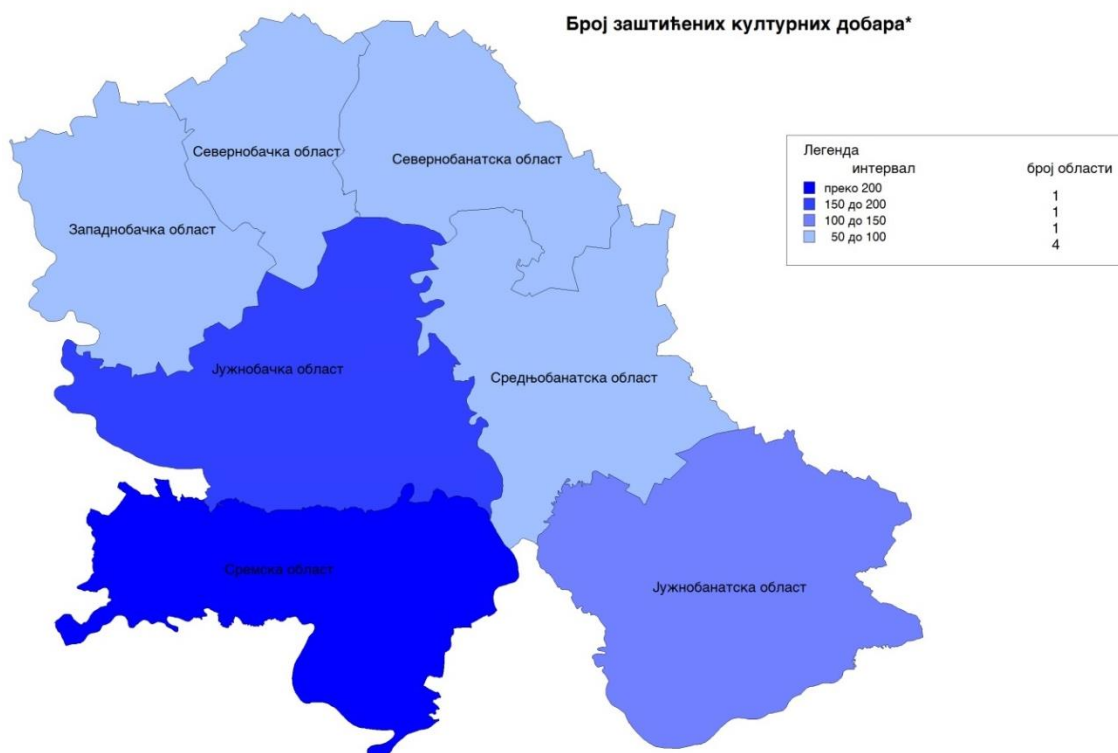 Број заштићених културних добара*
Легенда
интервал број области
преко 200 1
150 до 200 1
100 до 150 1
50 до 100 4
Севернобачка област
Севернобанатска област
Западнобачка област
Јужнобачка област
Средњобанатска област
Сремска област
Јужнобанатска област